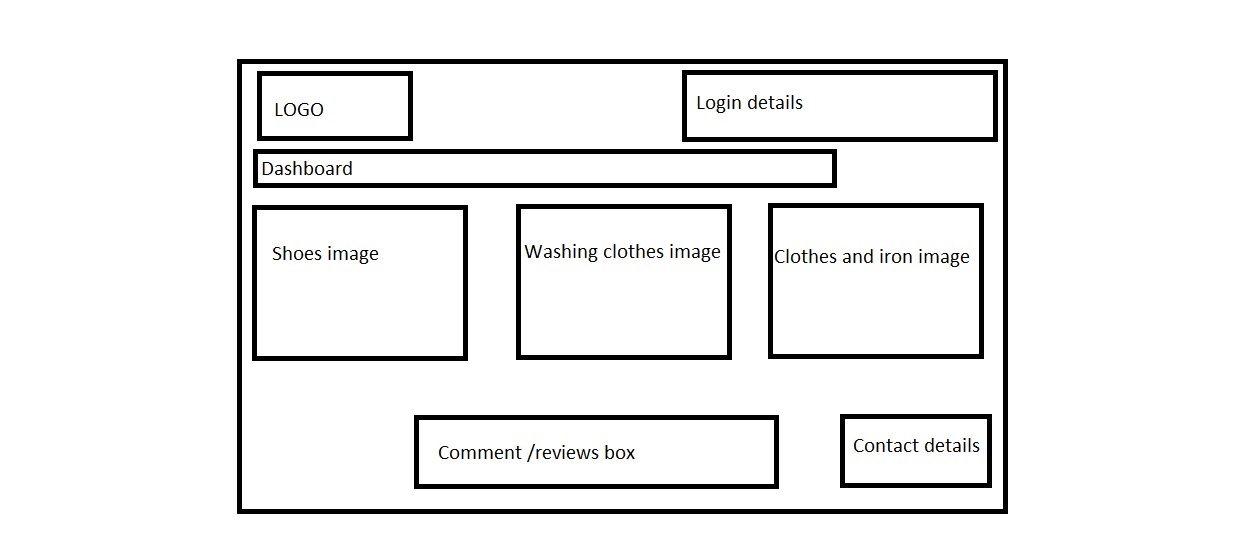 LOGO
Login details
Dashboard
Shoes image
Washing clothes image
Clothes and iron image
Comment /reviews box
Contact details